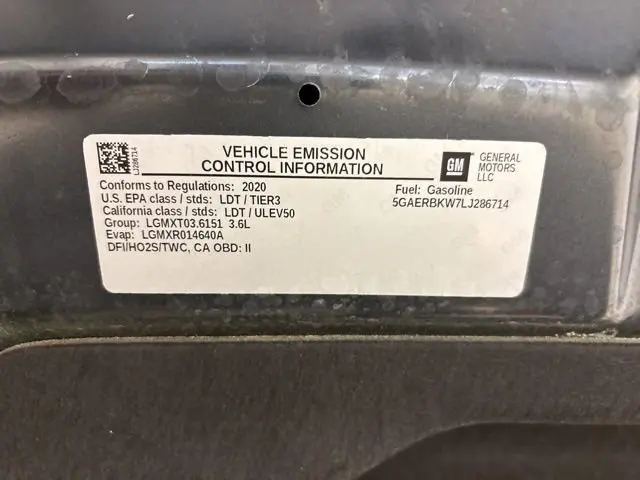 LJ286714
VEHICLE EMISSION
CONTROL INFORMATION
GM
GENERAL
MOTORS
LLC
Conforms to Regulations: 2020
U.S. EPA class / stds: LDT / TIER3
California class / stds: LDT / ULEV50
Group: LGMXT03.6151 3.6L
Evap: LGMXR014640A
DFI/HO2S/TWC, CA OBD: II
Fuel: Gasoline
5GAERBKW7LJ286714